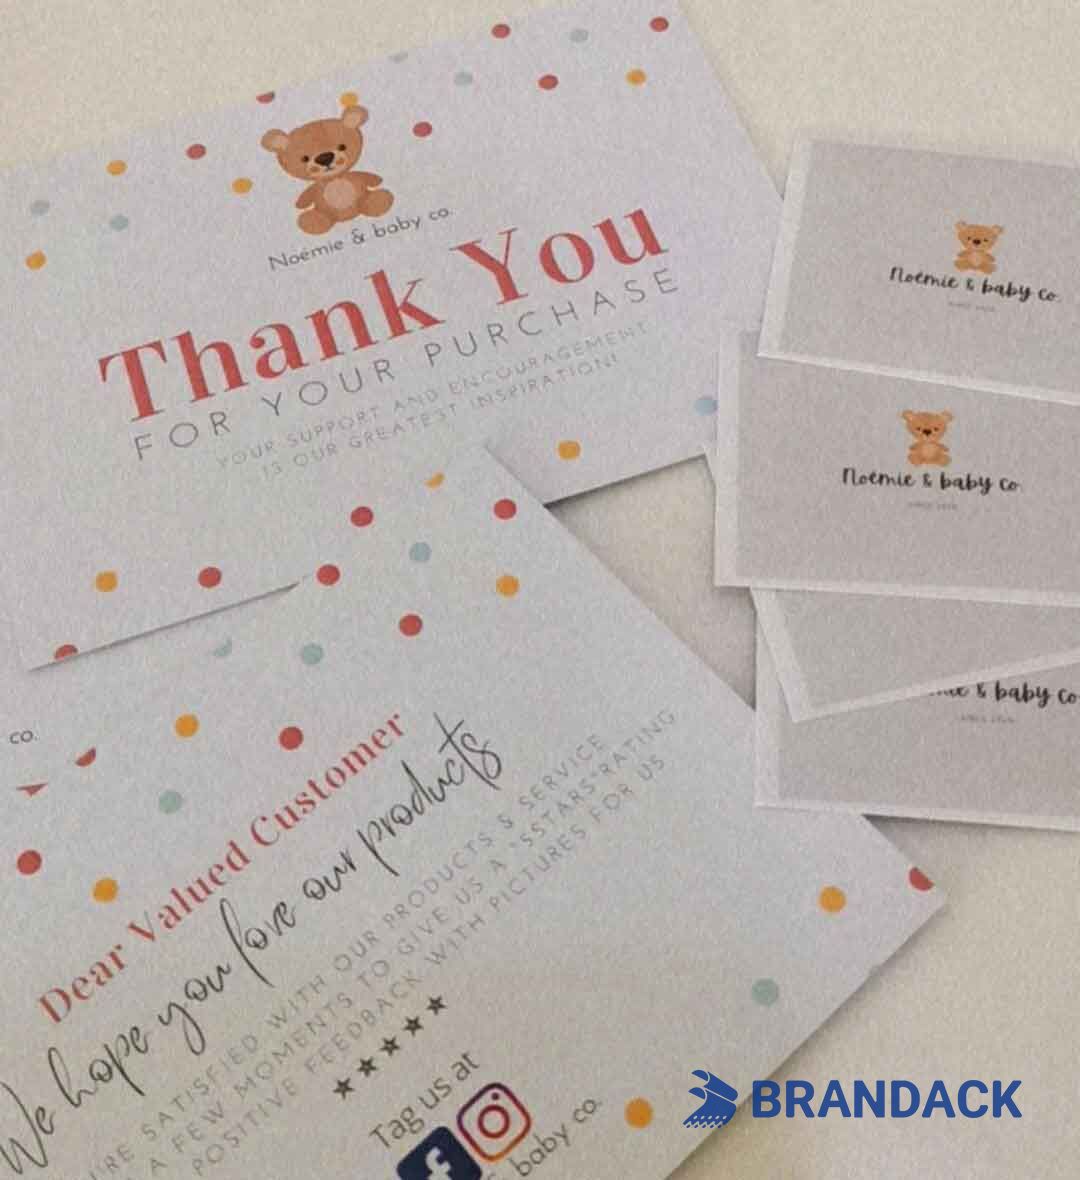 Noémie & baby co.
Thank You
FOR YOUR PURCHASE
YOUR SUPPORT AND ENCOURAGEMENT
IS OUR GREATEST INSPIRATION!
Noémie & baby co.
Noémie & baby co.
& baby co
co.
Dear Valued Customer
We hope you love our products
SATISFIED WITH OUR PRODUCTS & SERVICE
A FEW MOMENTS TO GIVE US A "5STARS"RATING
POSITIVE FEEDBACK WITH PICTURES FOR US
Tag us at
baby co.
BRANDACK